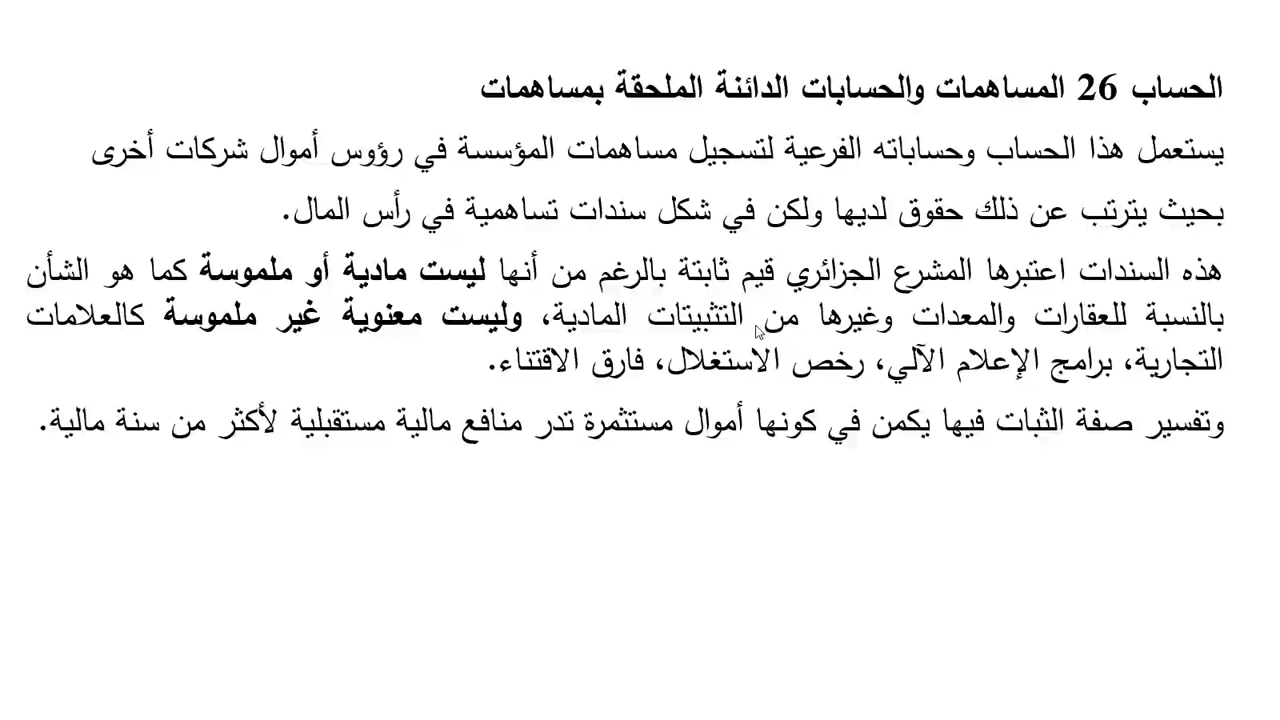 الحساب 26 المساهمات والحسابات الدائنة الملحقة بمساهمات
يستعمل هذا الحساب وحساباته الفرعية لتسجيل مساهمات المؤسسة في رؤوس أموال شركات أخرى
بحيث يترتب عن ذلك حقوق لديها ولكن في شكل سندات تساهمية في رأس المال.
هذه السندات اعتبرها المشرع الجزائري قيم ثابتة بالرغم من أنها ليست مادية أو ملموسة كما هو الشأن
بالنسبة للعقارات والمعدات وغيرها من التثبيتات المادية، وليست معنوية غير ملموسة كالعلامات
التجارية، برامج الإعلام الآلي، رخص الاستغلال، فارق الاقتناء.
وتفسير صفة الثبات فيها يكمن في كونها أموال مستثمرة تدر منافع مالية مستقبلية لأكثر من سنة مالية.